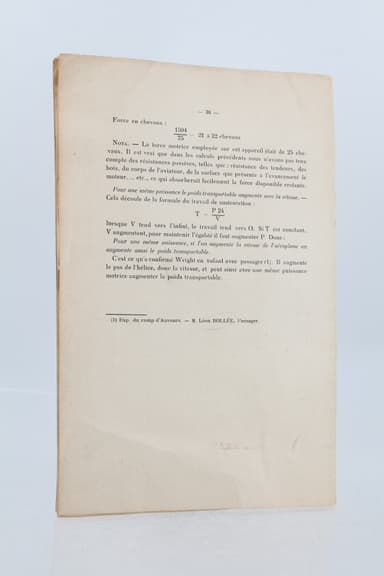 — 36 —
Force en chevaux :
1504 / 75 = 21 à 22 chevaux
NOTA. — La force motrice employée sur cet appareil était de 25 che-
vaux. Il est vrai que dans les calculs précédents nous n'avons pas tenu
compte des résistances passives, telles que : résistance des tendeurs, des
bois, du corps de l'aviateur, de la surface que présente à l'avancement le
moteur... etc., ce qui absorberait facilement la force disponible restante.
Pour une même puissance le poids transportable augmente avec la vitesse. —
Cela découle de la formule du travail de sustentation :
T = P 24 / V
lorsque V tend vers l'infini, le travail tend vers O. Si T est constant,
V augmentant, pour maintenir l'égalité il faut augmenter P. Donc :
Pour une même puissance, si l'on augmente la vitesse de l'aéroplane on
augmente aussi le poids transportable.
C'est ce qu'a confirmé Wright en volant avec passager (1). Il augmente
le pas de l'hélice, donc la vitesse, et peut ainsi avec une même puissance
motrice augmenter le poids transportable.
(1) Exp. du camp d'Auvours. — M. Léon BOLLÉE, Passager.